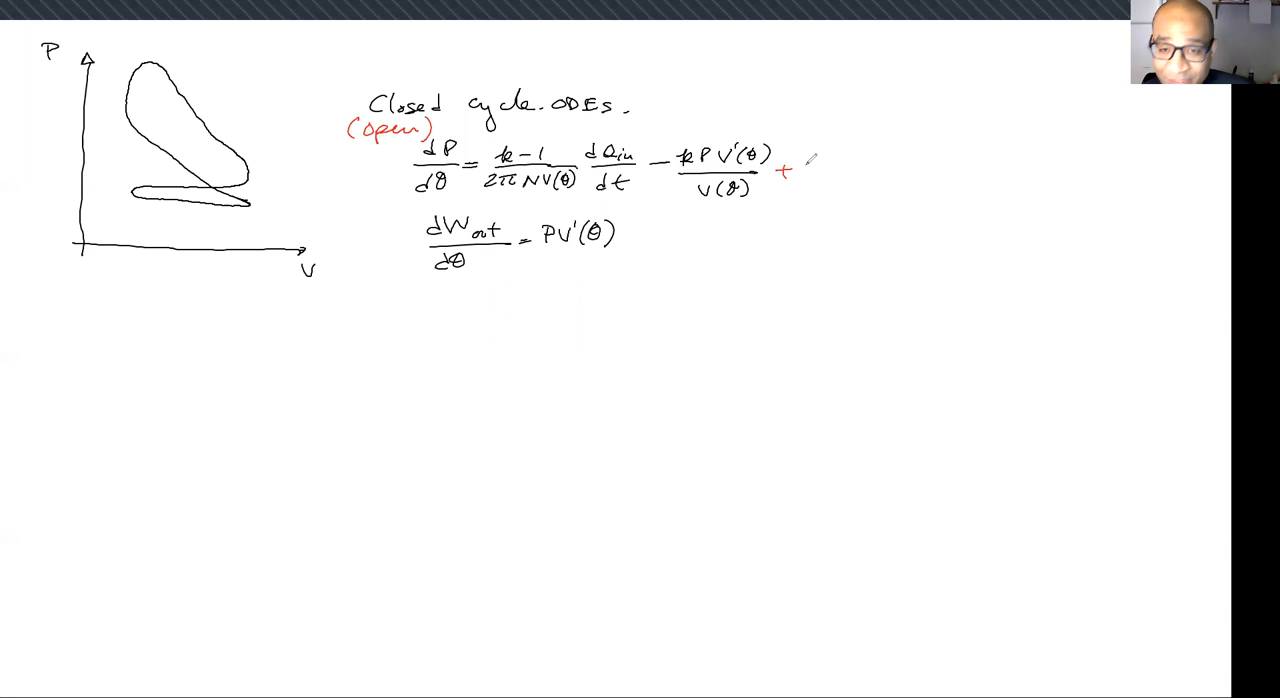 P
Closed cycle ODEs.
(open)
dP/dθ = k-1/2πNV(θ) dQin/dt - kPV'(θ)/V(θ) +
dWout/dθ = PV'(θ)
V